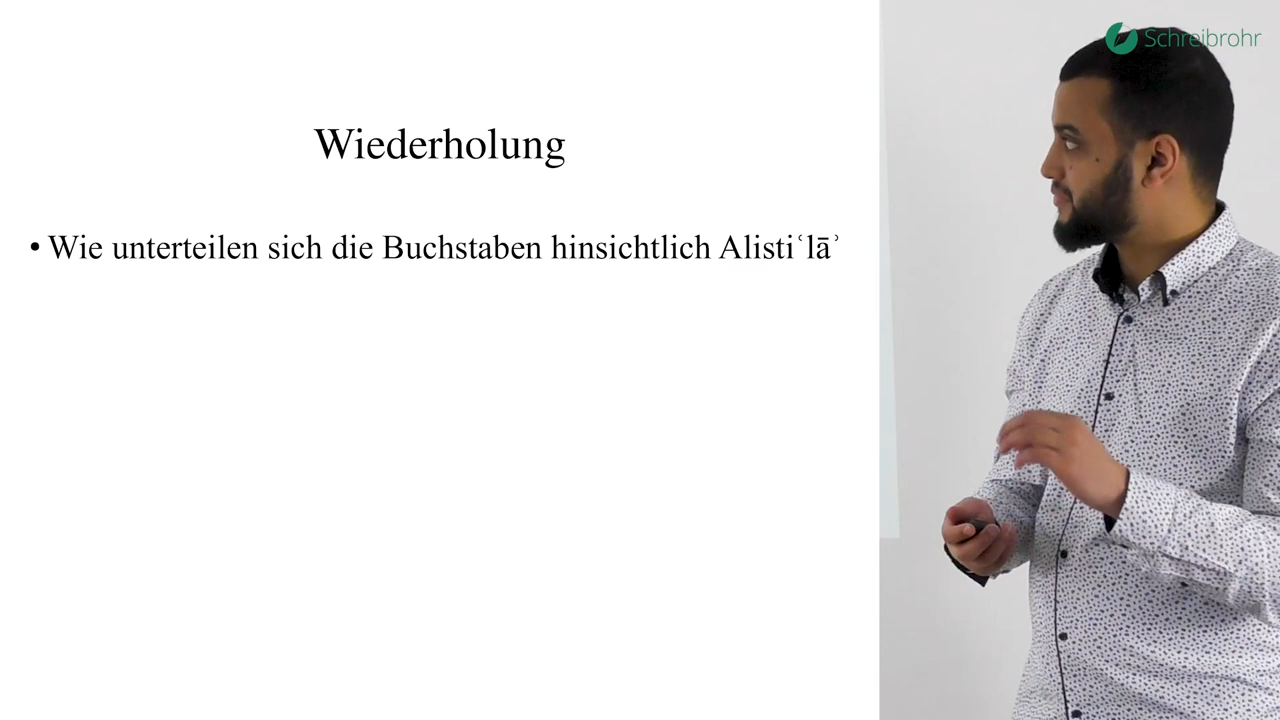 Schreibrohr
Wiederholung
• Wie unterteilen sich die Buchstaben hinsichtlich Alistiʿlāʾ